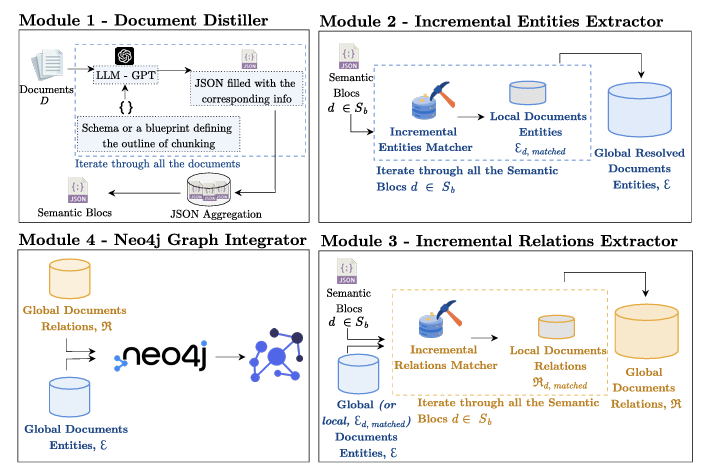 Module 1 - Document Distiller
Documents
D
LLM - GPT
JSON
JSON filled with the
corresponding info
{ }
Schema or a blueprint defining
the outline of chunking
Iterate through all the documents
{:}
JSON
Semantic Blocs
JSON Aggregation
Module 2 - Incremental Entities Extractor
{:}
JSON
Semantic
Blocs
d ∈ S_b
Incremental
Entities Matcher
Local Documents
Entities
ℰ_d, matched
Iterate through all the Semantic
Blocs d ∈ S_b
Global Resolved
Documents
Entities, ℰ
Module 4 - Neo4j Graph Integrator
Global Documents
Relations, ℜ
neo4j
Global Documents
Entities, ℰ
Module 3 - Incremental Relations Extractor
{:}
JSON
Semantic
Blocs
d ∈ S_b
Global (or
local, ℰ_d, matched)
Documents
Entities, ℰ
Incremental
Relations Matcher
Local Documents
Relations
ℜ_d, matched
Iterate through all the Semantic
Blocs d ∈ S_b
Global
Documents
Relations, ℜ